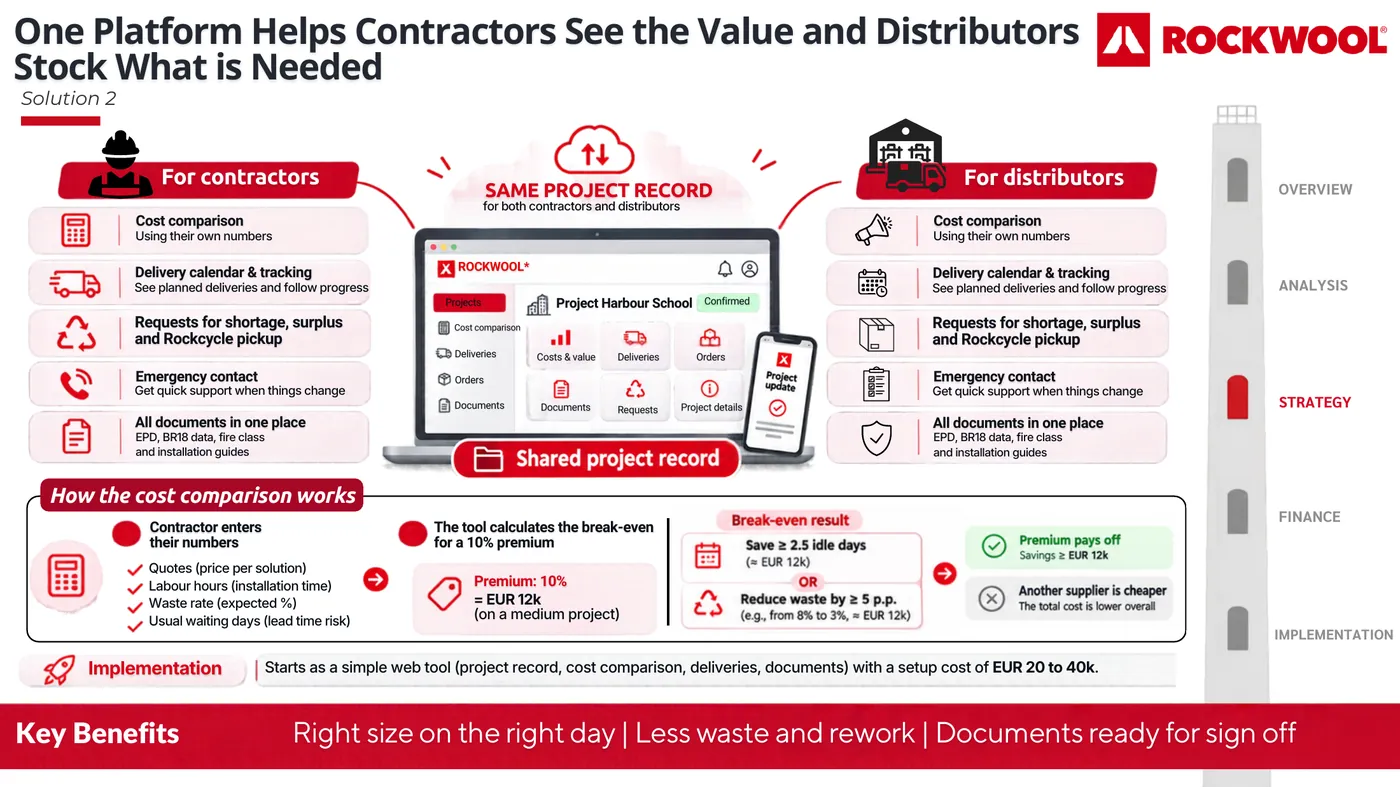 One Platform Helps Contractors See the Value and Distributors
Stock What is Needed
Solution 2
ROCKWOOL®
For contractors
Cost comparison
Using their own numbers
Delivery calendar & tracking
See planned deliveries and follow progress
Requests for shortage, surplus
and Rockcycle pickup
Emergency contact
Get quick support when things change
All documents in one place
EPD, BR18 data, fire class
and installation guides
SAME PROJECT RECORD
for both contractors and distributors
ROCKWOOL*
Projects
Cost comparison
Deliveries
Orders
Documents
Project Harbour School
Confirmed
Costs & value
Deliveries
Orders
Documents
Requests
Project details
Project
update
Shared project record
For distributors
Cost comparison
Using their own numbers
Delivery calendar & tracking
See planned deliveries and follow progress
Requests for shortage, surplus
and Rockcycle pickup
Emergency contact
Get quick support when things change
All documents in one place
EPD, BR18 data, fire class
and installation guides
OVERVIEW
ANALYSIS
STRATEGY
FINANCE
IMPLEMENTATION
How the cost comparison works
Contractor enters
their numbers
Quotes (price per solution)
Labour hours (installation time)
Waste rate (expected %)
Usual waiting days (lead time risk)
The tool calculates the break-even
for a 10% premium
Premium: 10%
= EUR 12k
(on a medium project)
Break-even result
Save ≥ 2.5 idle days
(≈ EUR 12k)
OR
Reduce waste by ≥ 5 p.p.
(e.g., from 8% to 3%, ≈ EUR 12k)
Premium pays off
Savings ≥ EUR 12k
Another supplier is cheaper
The total cost is lower overall
Implementation
Starts as a simple web tool (project record, cost comparison, deliveries, documents) with a setup cost of EUR 20 to 40k.
Key Benefits
Right size on the right day | Less waste and rework | Documents ready for sign off